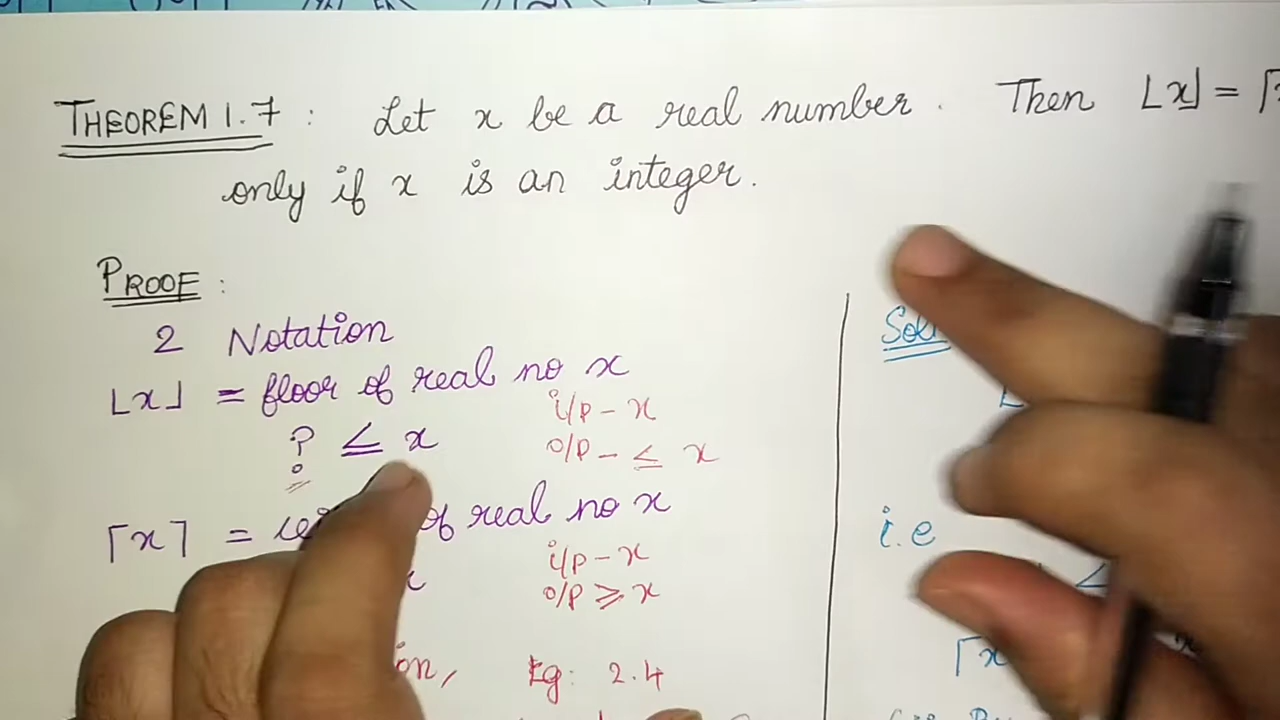 THEOREM 1.7 : Let x be a real number. Then ⌊x⌋ =
only if x is an integer.
PROOF :
2 Notation
⌊x⌋ = floor of real no x
i/p - x
? ≤ x
o/p - ≤ x
⌈x⌉ = of real no x
i/p - x
o/p ≥ x
Eg: 2.4
i.e
<
⌈x